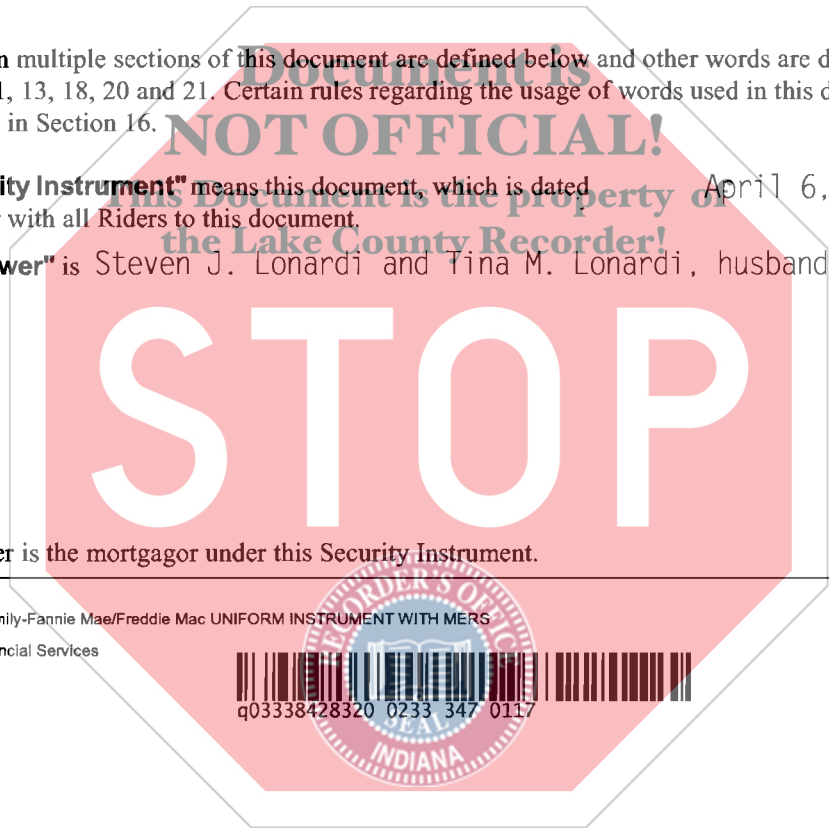 n multiple sections of this document are defined below and other words are d
1, 13, 18, 20 and 21. Certain rules regarding the usage of words used in this d
in Section 16.
Document is
NOT OFFICIAL!
This Document is the property of
the Lake County Recorder!
ity Instrument" means this document, which is dated April 6,
with all Riders to this document.
wer" is Steven J. Lonardi and Tina M. Lonardi, husband
STOP
er is the mortgagor under this Security Instrument.
mily-Fannie Mae/Freddie Mac UNIFORM INSTRUMENT WITH MERS
ncial Services
q03338428320 0233 347 0117
RECORDER'S OFFICE
SEAL
INDIANA